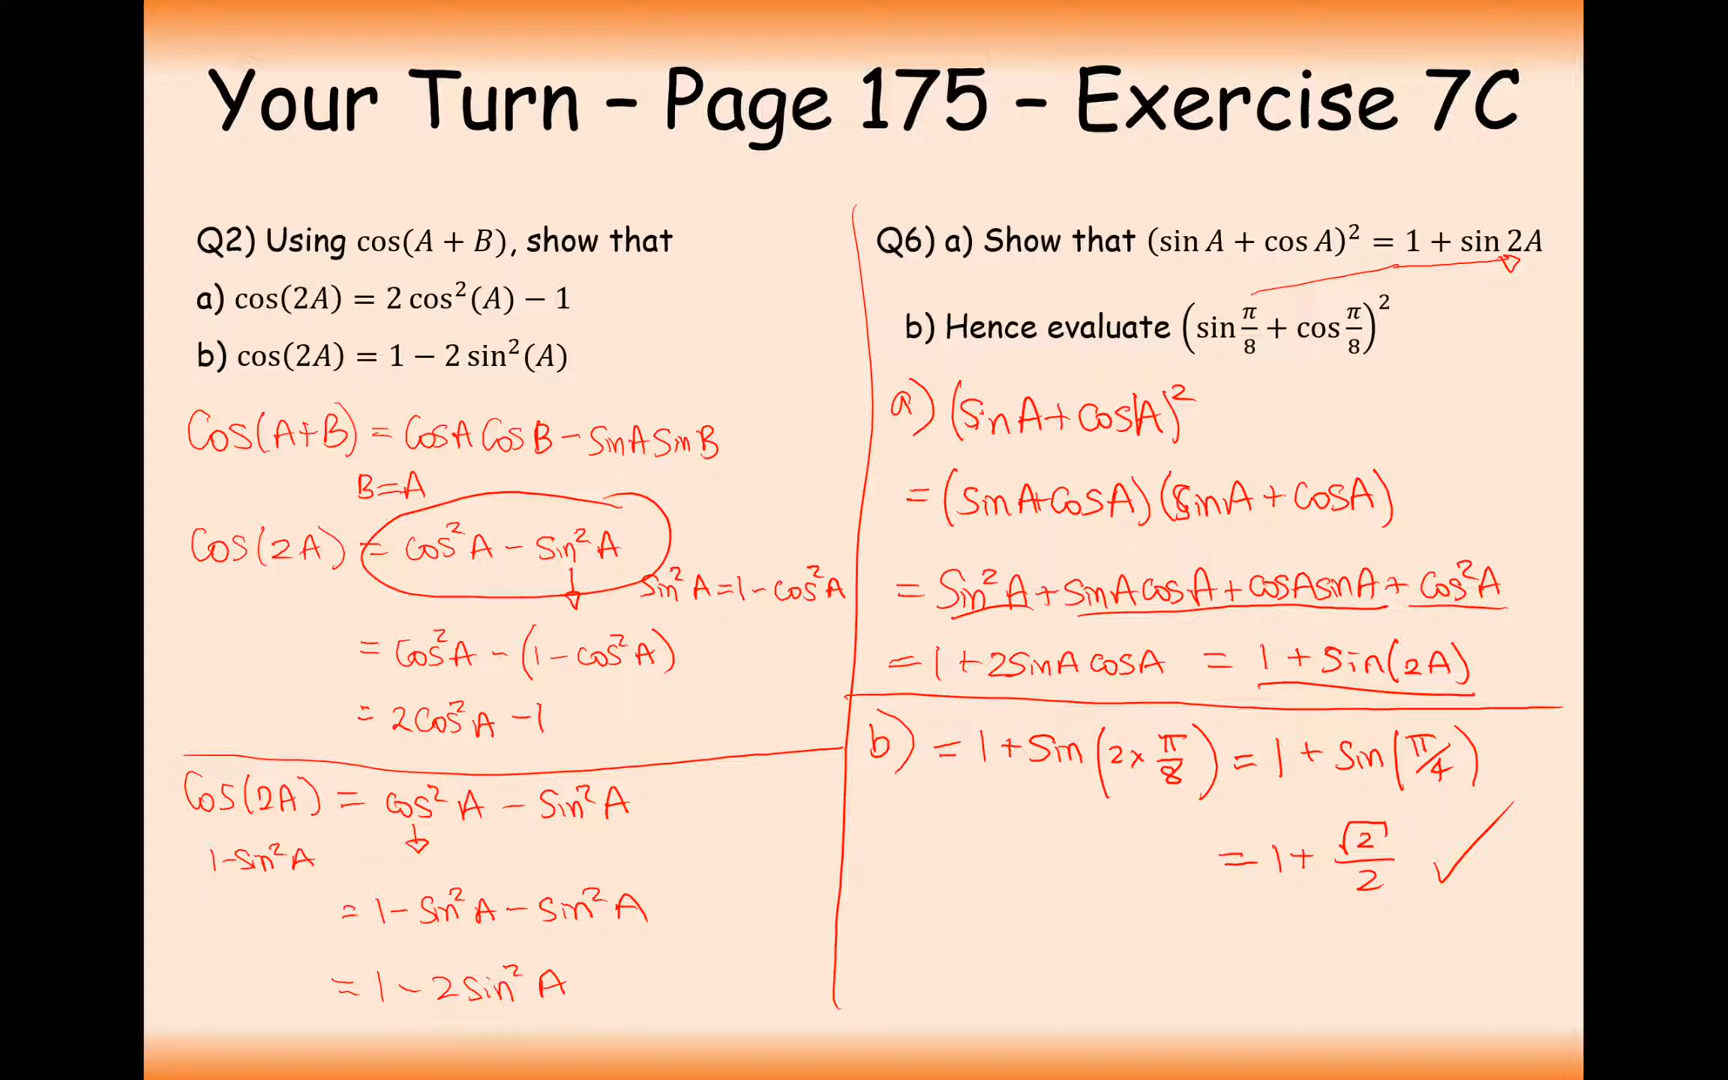 Your Turn – Page 175 – Exercise 7C
Q2) Using cos(A + B), show that
a) cos(2A) = 2 cos²(A) − 1
b) cos(2A) = 1 − 2 sin²(A)
Cos(A+B) = CosA CosB − SinA SinB
B=A
Cos(2A) = Cos²A − Sin²A
Sin²A = 1 − Cos²A
= Cos²A − (1 − Cos²A)
= 2Cos²A − 1
Cos(2A) = Cos²A − Sin²A
1−Sin²A
= 1 − Sin²A − Sin²A
= 1 − 2Sin²A
Q6) a) Show that (sin A + cos A)² = 1 + sin 2A
b) Hence evaluate (sin π/8 + cos π/8)²
a) (SinA + CosA)²
= (SinA+CosA)(SinA + CosA)
= Sin²A + SinACosA + CosASinA + Cos²A
= 1 + 2SinACosA = 1 + Sin(2A)
b) = 1 + Sin(2 × π/8) = 1 + Sin(π/4)
= 1 + √2/2 ✓